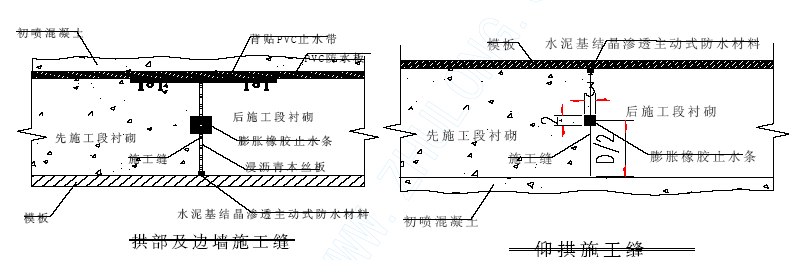 初喷混凝土
背贴PVC止水带
PVC防水板
后施工段衬砌
先施工段衬砌
膨胀橡胶止水条
施工缝
浸沥青木丝板
模板
水泥基结晶渗透主动式防水材料
拱部及边墙施工缝
模板
水泥基结晶渗透主动式防水材料
3
后施工段衬砌
2
先施工段衬砌
施工缝
D/2
膨胀橡胶止水条
初喷混凝土
仰拱施工缝